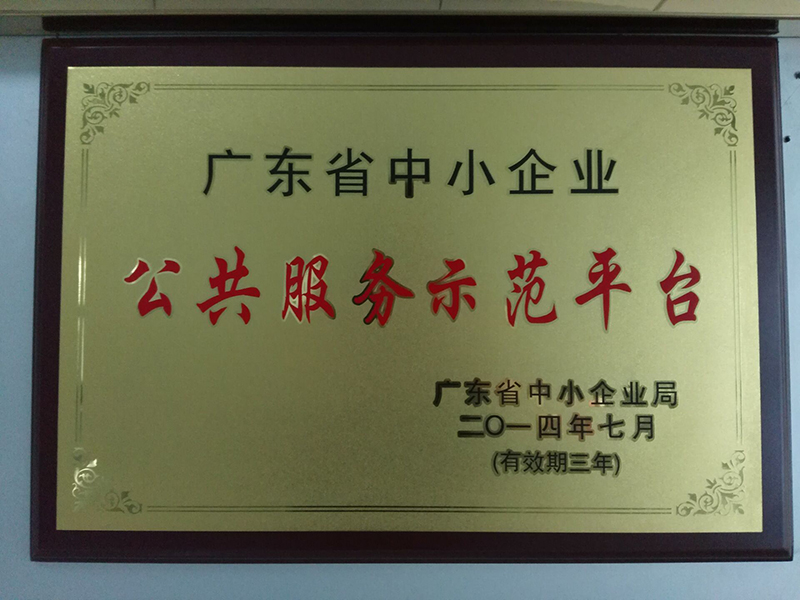 广东省中小企业
公共服务示范平台
广东省中小企业局
二〇一四年七月
(有效期三年)